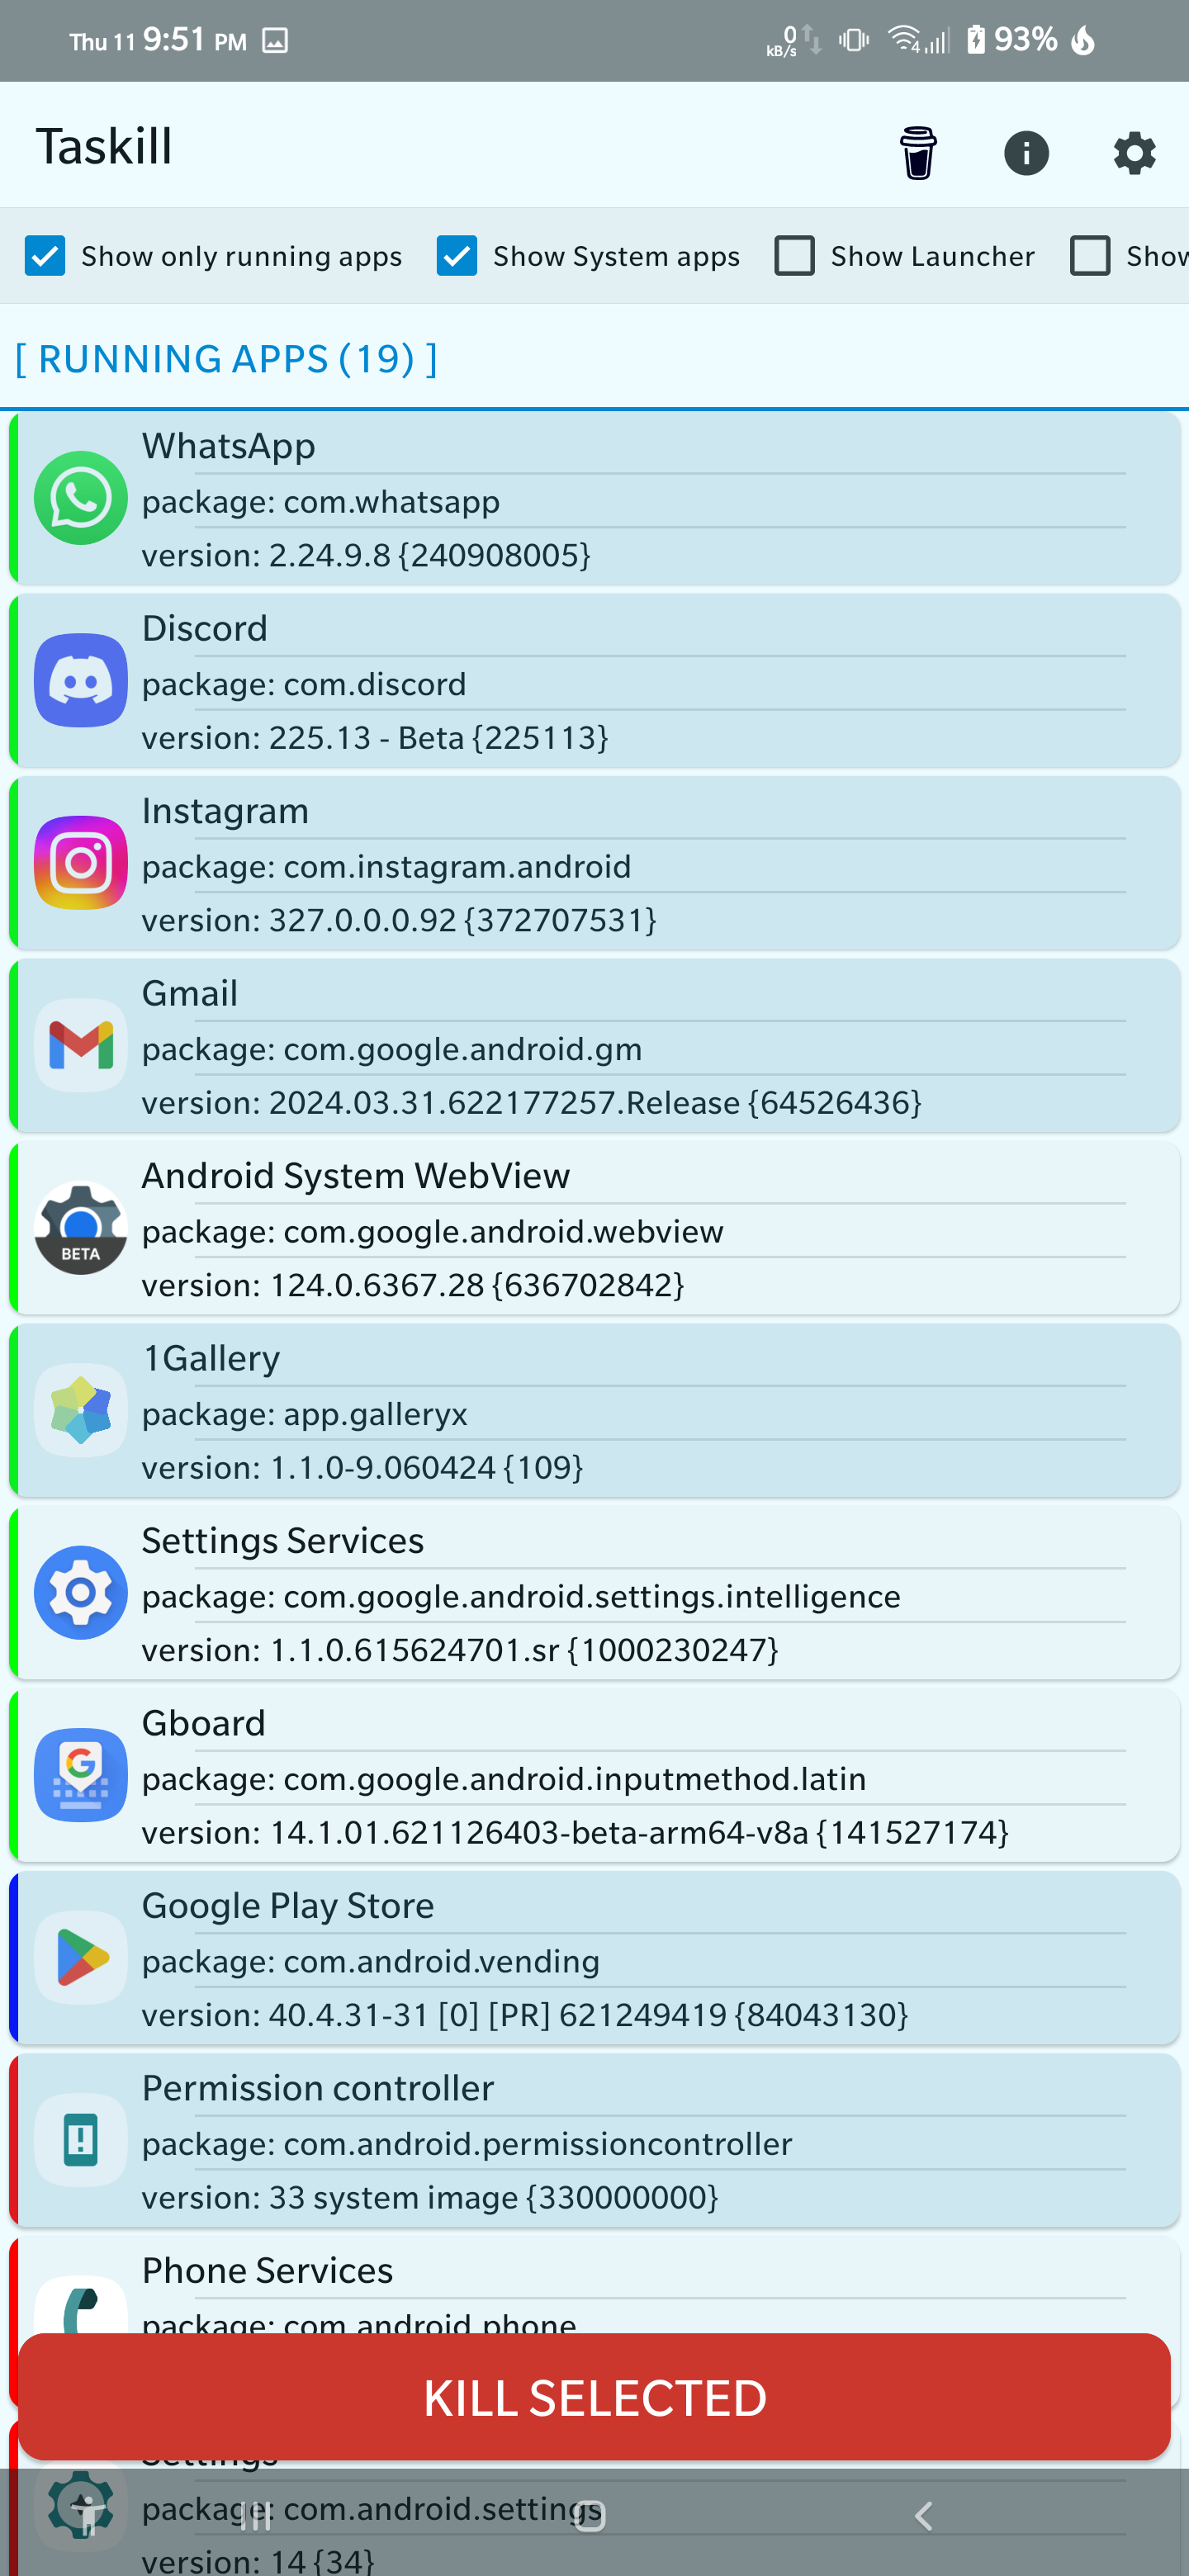 Thu 11 9:51 PM 0 kB/s 4 93%
Taskill
Show only running apps Show System apps Show Launcher Show
[ RUNNING APPS (19) ]
WhatsApp
package: com.whatsapp
version: 2.24.9.8 {240908005}
Discord
package: com.discord
version: 225.13 - Beta {225113}
Instagram
package: com.instagram.android
version: 327.0.0.0.92 {372707531}
Gmail
package: com.google.android.gm
version: 2024.03.31.622177257.Release {64526436}
Android System WebView
BETA
package: com.google.android.webview
version: 124.0.6367.28 {636702842}
1Gallery
package: app.galleryx
version: 1.1.0-9.060424 {109}
Settings Services
package: com.google.android.settings.intelligence
version: 1.1.0.615624701.sr {1000230247}
Gboard
package: com.google.android.inputmethod.latin
version: 14.1.01.621126403-beta-arm64-v8a {141527174}
Google Play Store
package: com.android.vending
version: 40.4.31-31 [0] [PR] 621249419 {84043130}
Permission controller
package: com.android.permissioncontroller
version: 33 system image {330000000}
Phone Services
package: com.android.phone
KILL SELECTED
Settings
package: com.android.settings
version: 14 {34}